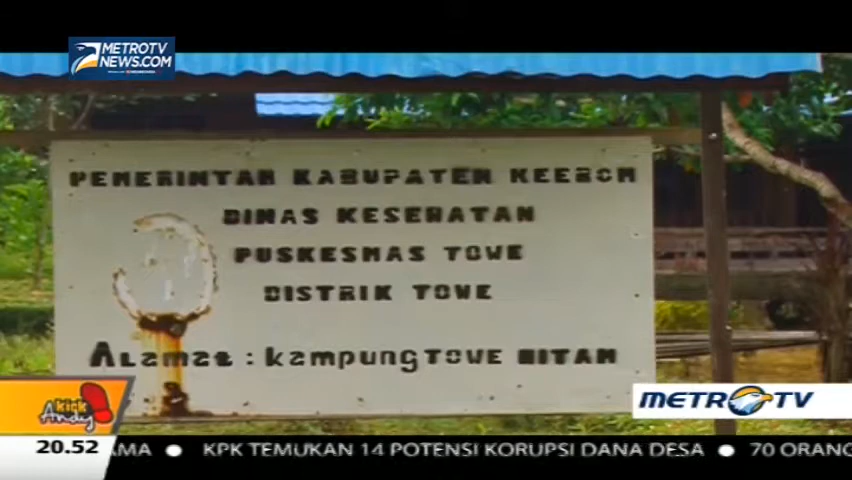 METROTV
NEWS.COM
PEMERINTAH KABUPATEN KEEROM
DINAS KESEHATAN
PUSKESMAS TOWE
DISTRIK TOWE
Alamat : kampung TOWE HITAM
kick
Andy
METRO TV
20.52
AMA ● KPK TEMUKAN 14 POTENSI KORUPSI DANA DESA ● 70 ORANG